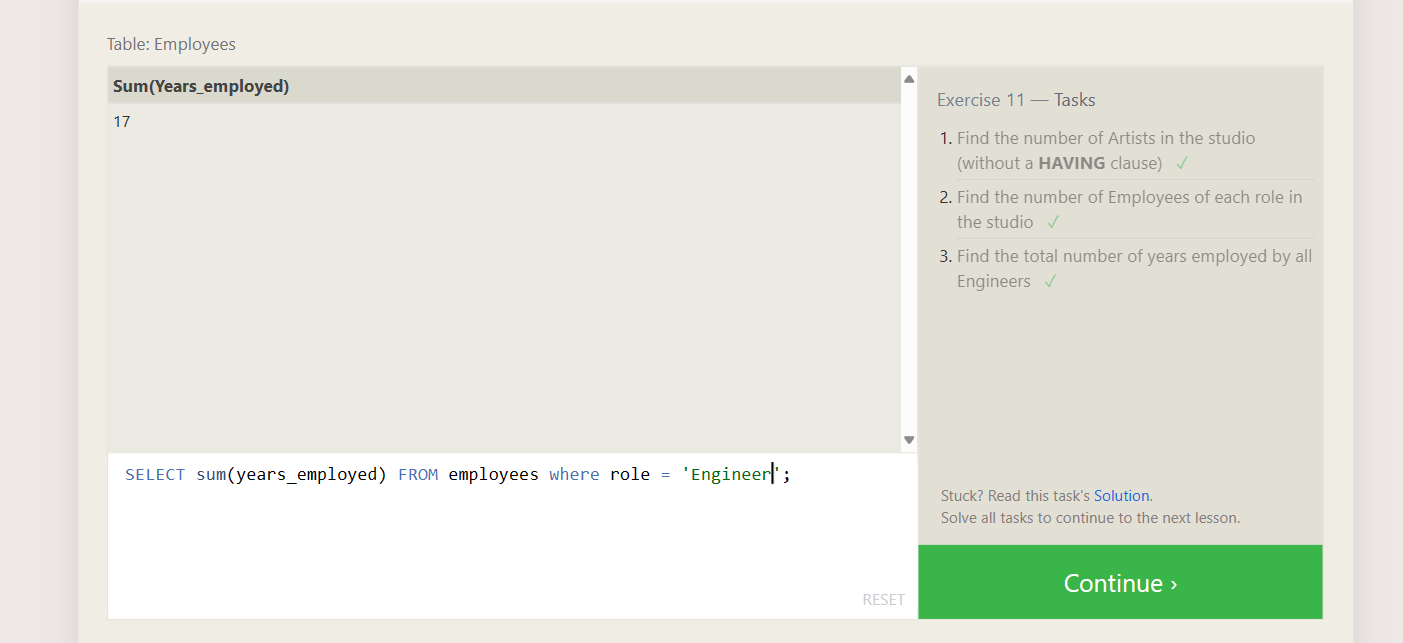 Table: Employees
Sum(Years_employed)
17
SELECT sum(years_employed) FROM employees where role = 'Engineer';
RESET
Exercise 11 — Tasks
1. Find the number of Artists in the studio
(without a HAVING clause) ✓
2. Find the number of Employees of each role in
the studio ✓
3. Find the total number of years employed by all
Engineers ✓
Stuck? Read this task's Solution.
Solve all tasks to continue to the next lesson.
Continue ›